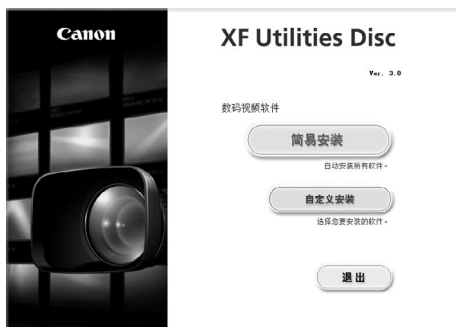 Canon
XF Utilities Disc
Ver. 3.0
数码视频软件
简易安装
自动安装所有软件。
自定义安装
选择您要安装的软件。
退出